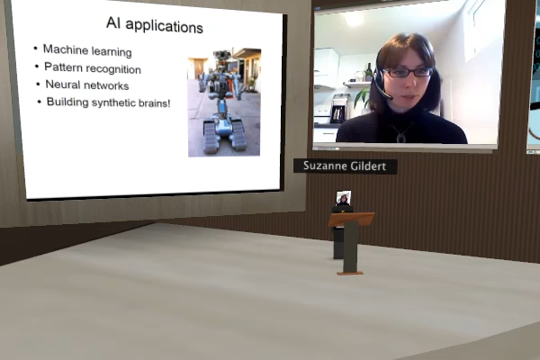 AI applications
• Machine learning
• Pattern recognition
• Neural networks
• Building synthetic brains!
Suzanne Gildert